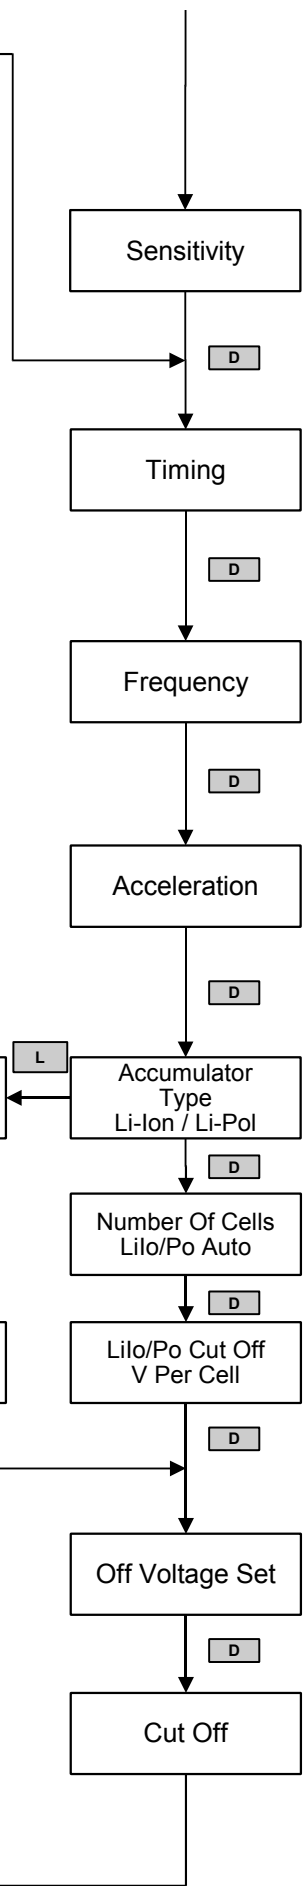 Sensitivity
D
Timing
D
Frequency
D
Acceleration
D
L
Accumulator
Type
Li-Ion / Li-Pol
D
Number Of Cells
LiIo/Po Auto
D
LiIo/Po Cut Off
V Per Cell
D
Off Voltage Set
D
Cut Off